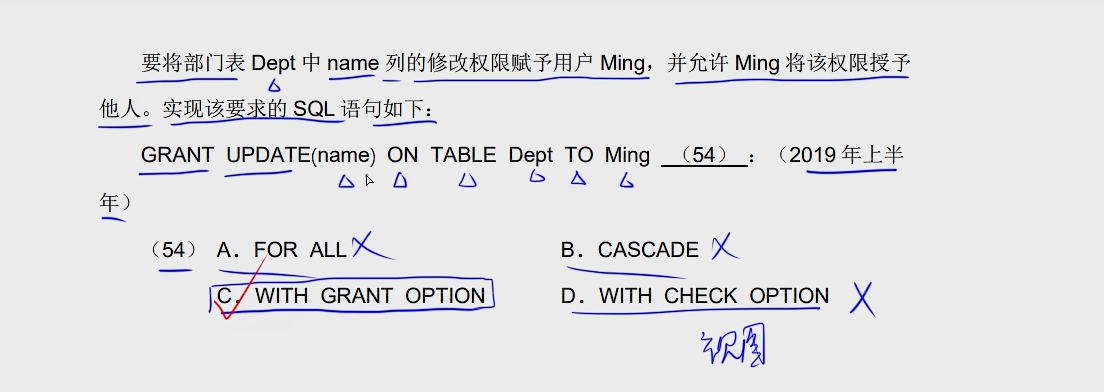 要将部门表 Dept 中 name 列的修改权限赋予用户 Ming，并允许 Ming 将该权限授予
他人。实现该要求的 SQL 语句如下：
GRANT UPDATE(name) ON TABLE Dept TO Ming （54）：（2019 年上半
年）
（54） A．FOR ALL B．CASCADE
C．WITH GRANT OPTION D．WITH CHECK OPTION
视图